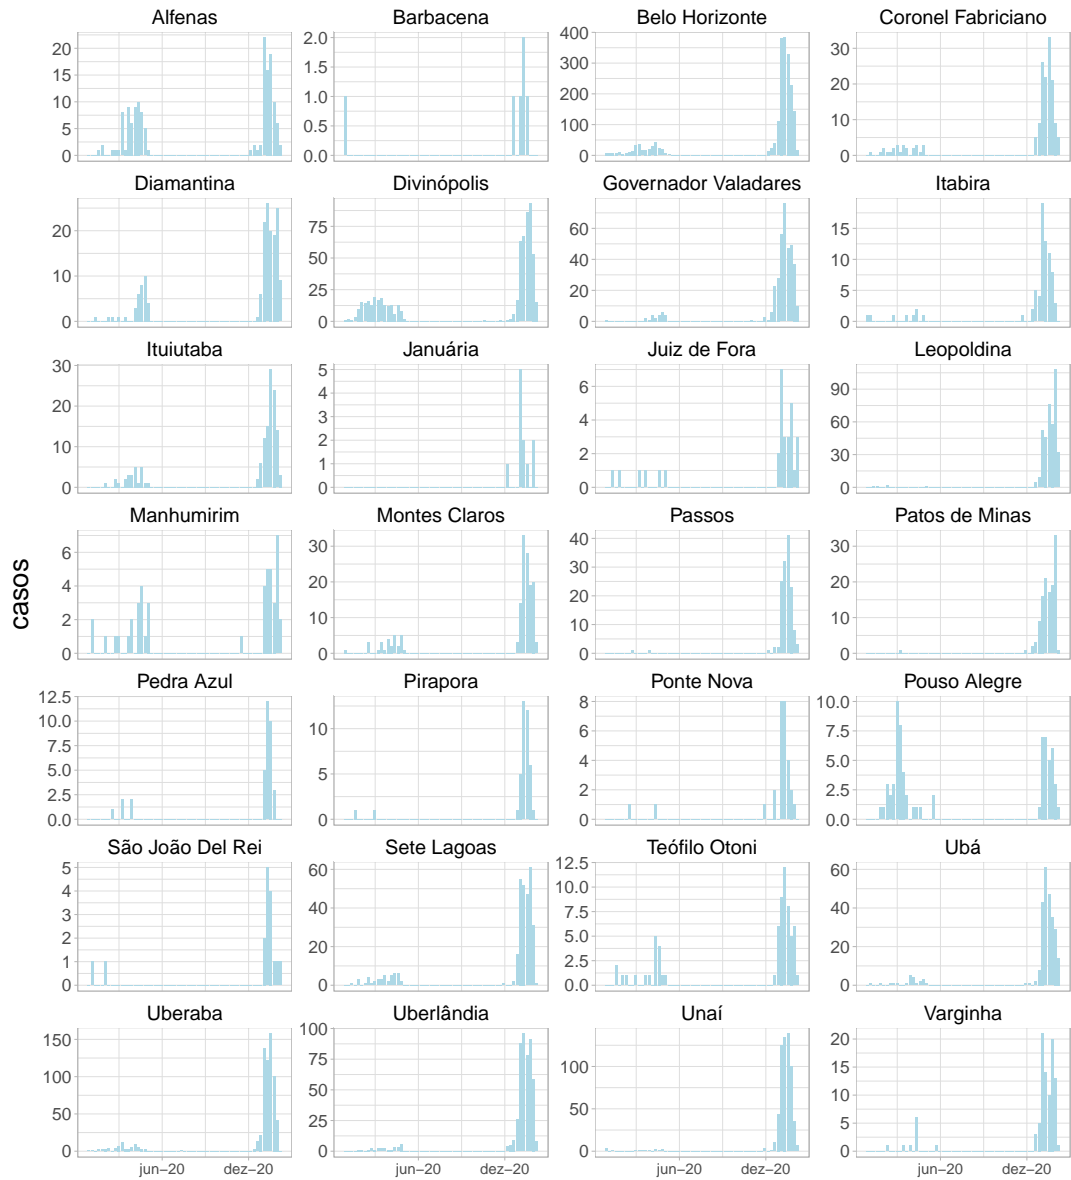 Alfenas Barbacena Belo Horizonte Coronel Fabriciano
20 10 5 0
2.0 1.5 1.0 0.5 0.0
400 300 200 100 0
30 20 10 0
Diamantina Divinópolis Governador Valadares Itabira
20 10 0
75 50 25 0
60 40 20 0
15 10 5 0
Ituiutaba Januária Juiz de Fora Leopoldina
30 20 10 0
5 4 3 2 1 0
6 4 2 0
90 60 30 0
Manhumirim Montes Claros Passos Patos de Minas
6 4 2 0
30 20 10 0
40 30 20 10 0
30 20 10 0
casos
Pedra Azul Pirapora Ponte Nova Pouso Alegre
12.5 10.0 7.5 5.0 2.5 0.0
10 5 0
8 6 4 2 0
10.0 7.5 5.0 2.5 0.0
São João Del Rei Sete Lagoas Teófilo Otoni Ubá
5 4 3 2 1 0
60 40 20 0
12.5 10.0 7.5 5.0 2.5 0.0
60 40 20 0
Uberaba Uberlândia Unaí Varginha
150 100 50 0
100 75 50 25 0
100 50 0
20 15 10 5 0
jun–20 dez–20 jun–20 dez–20 jun–20 dez–20 jun–20 dez–20